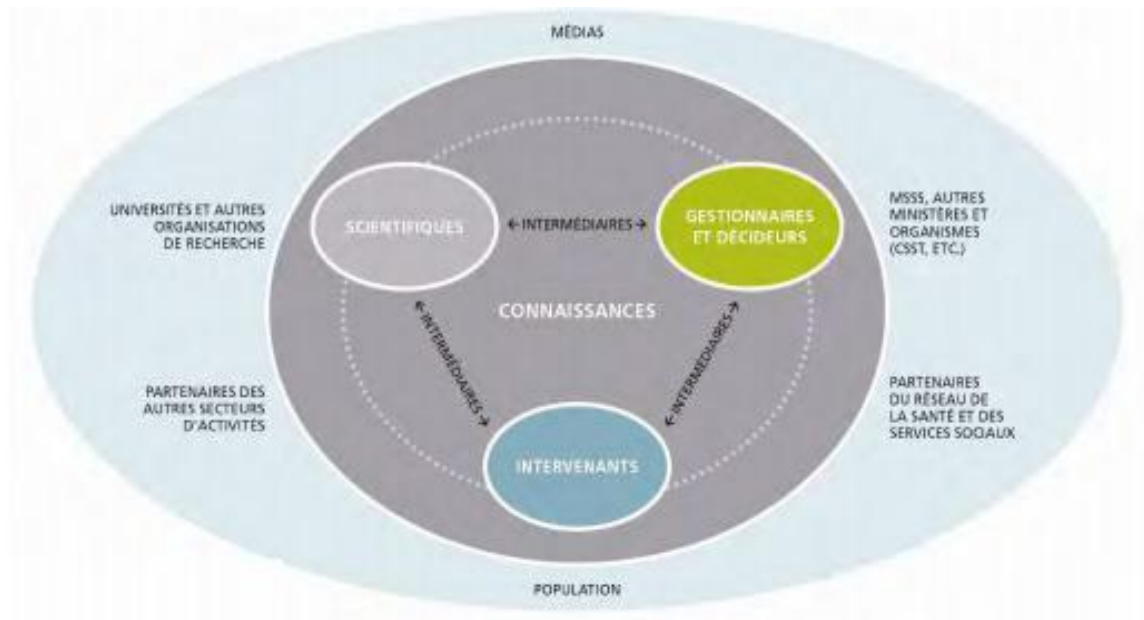 MÉDIAS
UNIVERSITÉS ET AUTRES
ORGANISATIONS
DE RECHERCHE
SCIENTIFIQUES
←INTERMÉDIAIRES→
GESTIONNAIRES
ET DÉCIDEURS
MSSS, AUTRES
MINISTÈRES ET
ORGANISMES
(CSST, ETC.)
CONNAISSANCES
←INTERMÉDIAIRES→
←INTERMÉDIAIRES→
PARTENAIRES DES
AUTRES SECTEURS
D'ACTIVITÉS
PARTENAIRES
DU RÉSEAU DE
LA SANTÉ ET DES
SERVICES SOCIAUX
INTERVENANTS
POPULATION